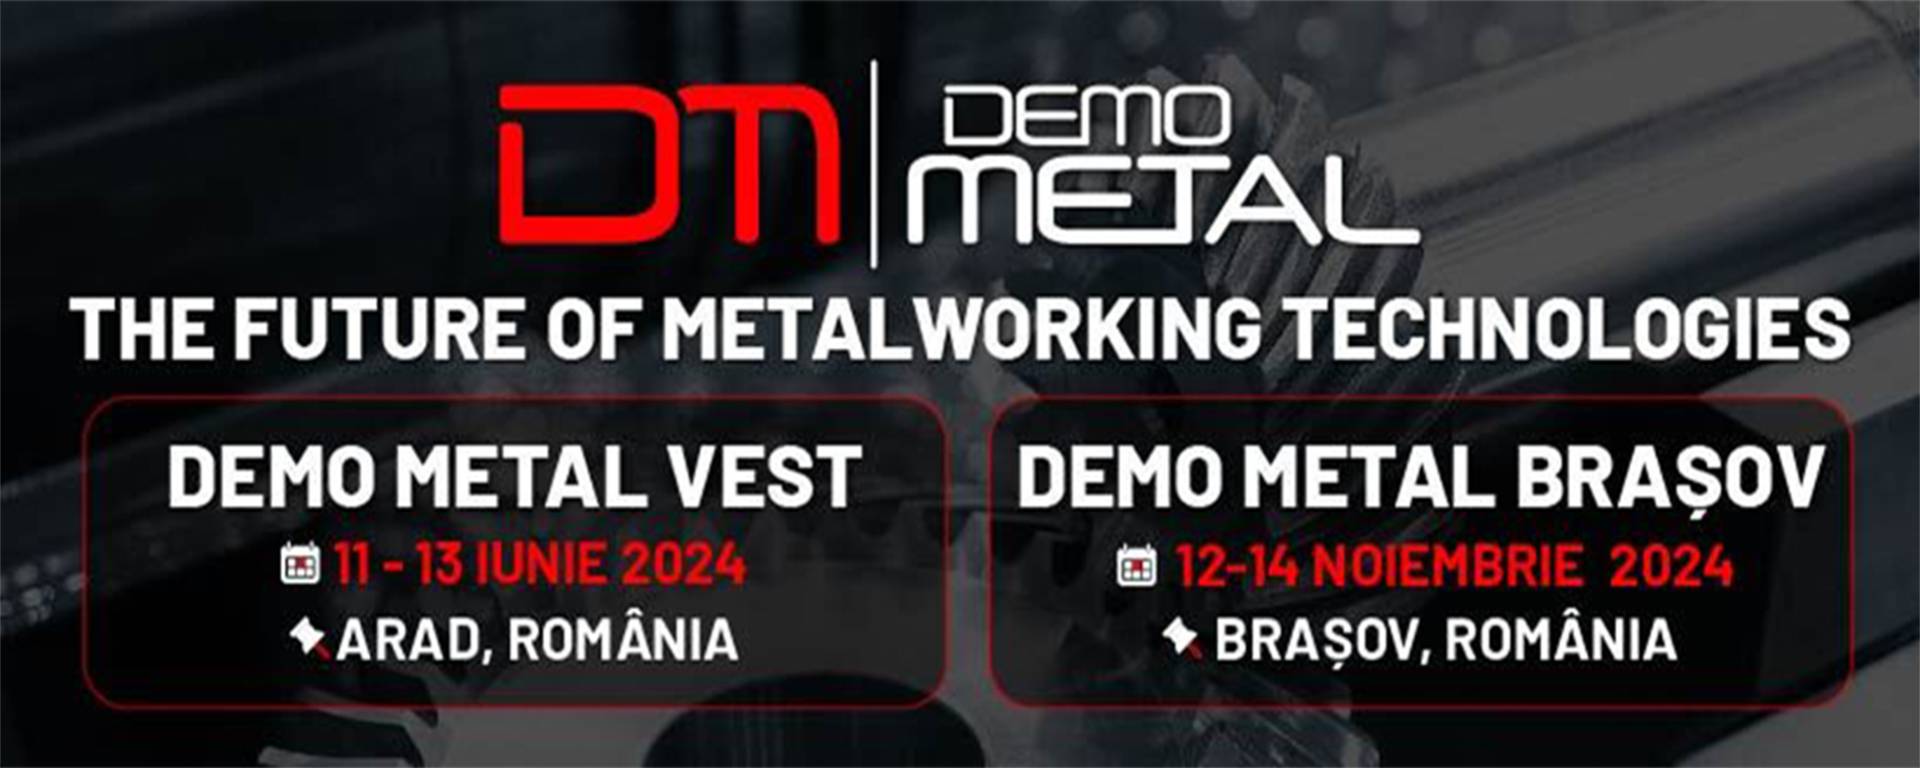 DM
DEMO
METAL
THE FUTURE OF METALWORKING TECHNOLOGIES
DEMO METAL VEST
11 - 13 IUNIE 2024
ARAD, ROMÂNIA
DEMO METAL BRAȘOV
12-14 NOIEMBRIE 2024
BRAȘOV, ROMÂNIA